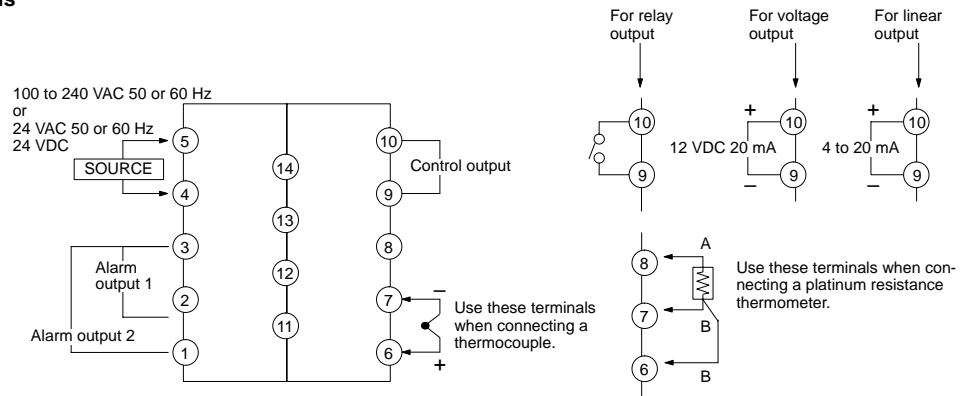 For relay
output
For voltage
output
For linear
output
100 to 240 VAC 50 or 60 Hz
or
24 VAC 50 or 60 Hz
24 VDC
SOURCE
5
4
3
2
1
Alarm
output 1
Alarm output 2
14
13
12
11
10
9
8
7
6
Control output
−
+
Use these terminals
when connecting a
thermocouple.
10
9
+
10
12 VDC 20 mA
−
9
+
10
4 to 20 mA
−
9
8
7
6
A
B
B
Use these terminals when con-
necting a platinum resistance
thermometer.